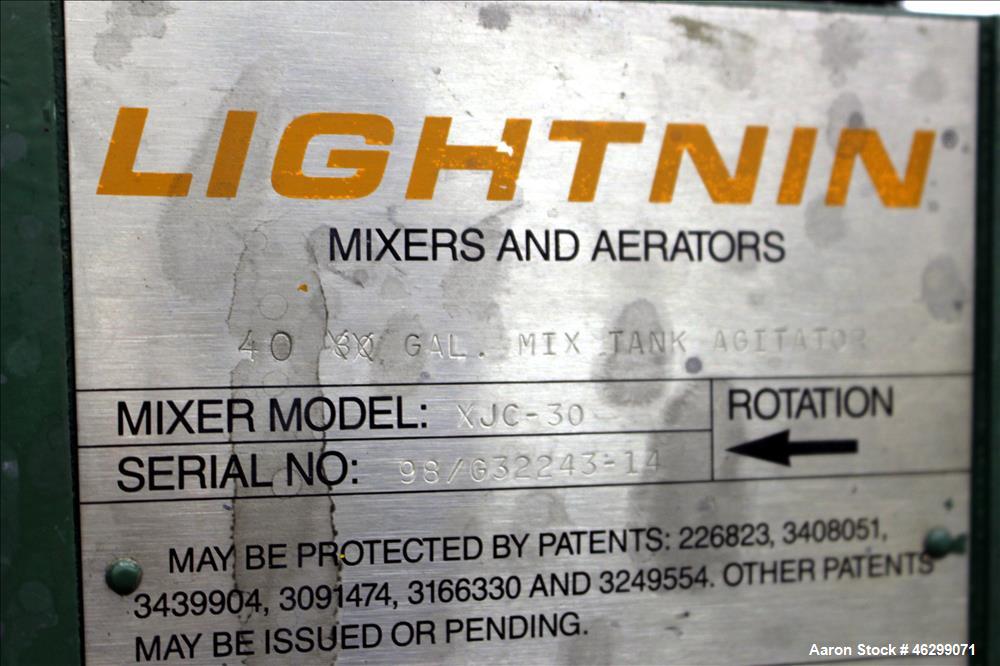 LIGHTNIN
MIXERS AND AERATORS
40 GAL. MIX TANK AGITATOR
MIXER MODEL: XJC-30
ROTATION
SERIAL NO: 98/G32243-14
MAY BE PROTECTED BY PATENTS: 226823, 3408051,
3439904, 3091474, 3166330 AND 3249554. OTHER PATENTS
MAY BE ISSUED OR PENDING.
Aaron Stock # 46299071